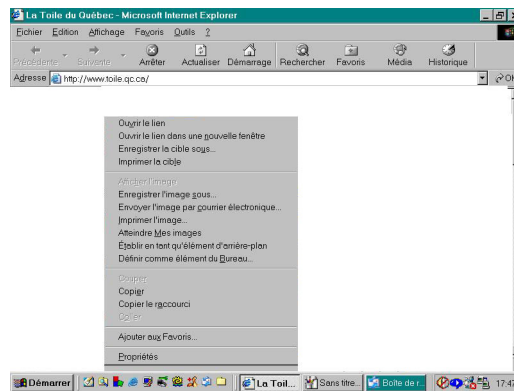 La Toile du Québec - Microsoft Internet Explorer
Fichier Edition Affichage Favoris Outils ?
Précédente Suivante Arrêter Actualiser Démarrage Rechercher Favoris Média Historique
Adresse http://www.toile.qc.ca/
Ouvrir le lien
Ouvrir le lien dans une nouvelle fenêtre
Enregistrer la cible sous...
Imprimer la cible
Afficher l'image
Enregistrer l'image sous...
Envoyer l'image par courrier électronique...
Imprimer l'image...
Atteindre Mes images
Établir en tant qu'élément d'arrière-plan
Définir comme élément du Bureau...
Couper
Copier
Copier le raccourci
Coller
Ajouter aux Favoris...
Propriétés
Démarrer La Toil... Sans titre... Boîte de r...